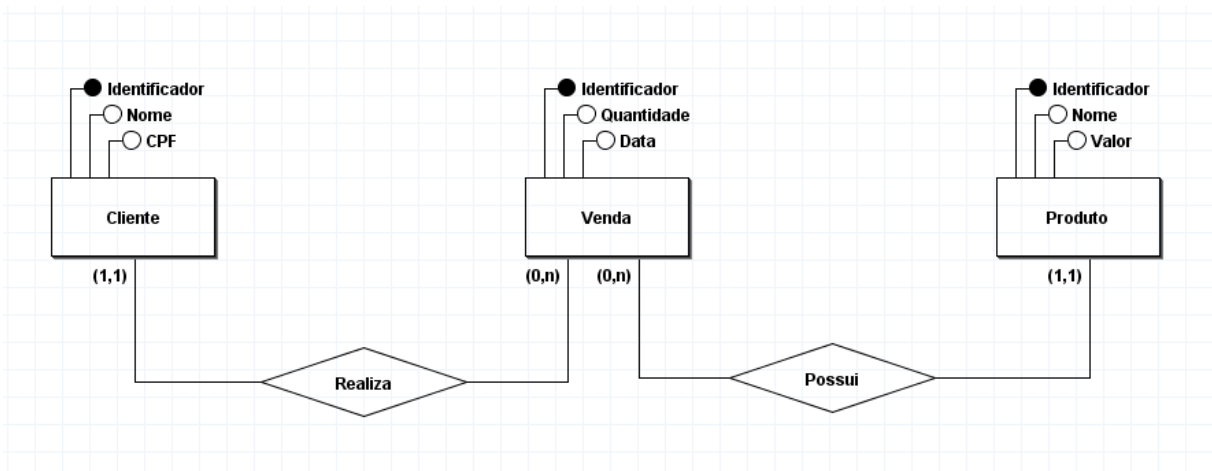 Identificador
Nome
CPF
Cliente
(1,1)
Realiza
Identificador
Quantidade
Data
Venda
(0,n)
(0,n)
Possui
Identificador
Nome
Valor
Produto
(1,1)